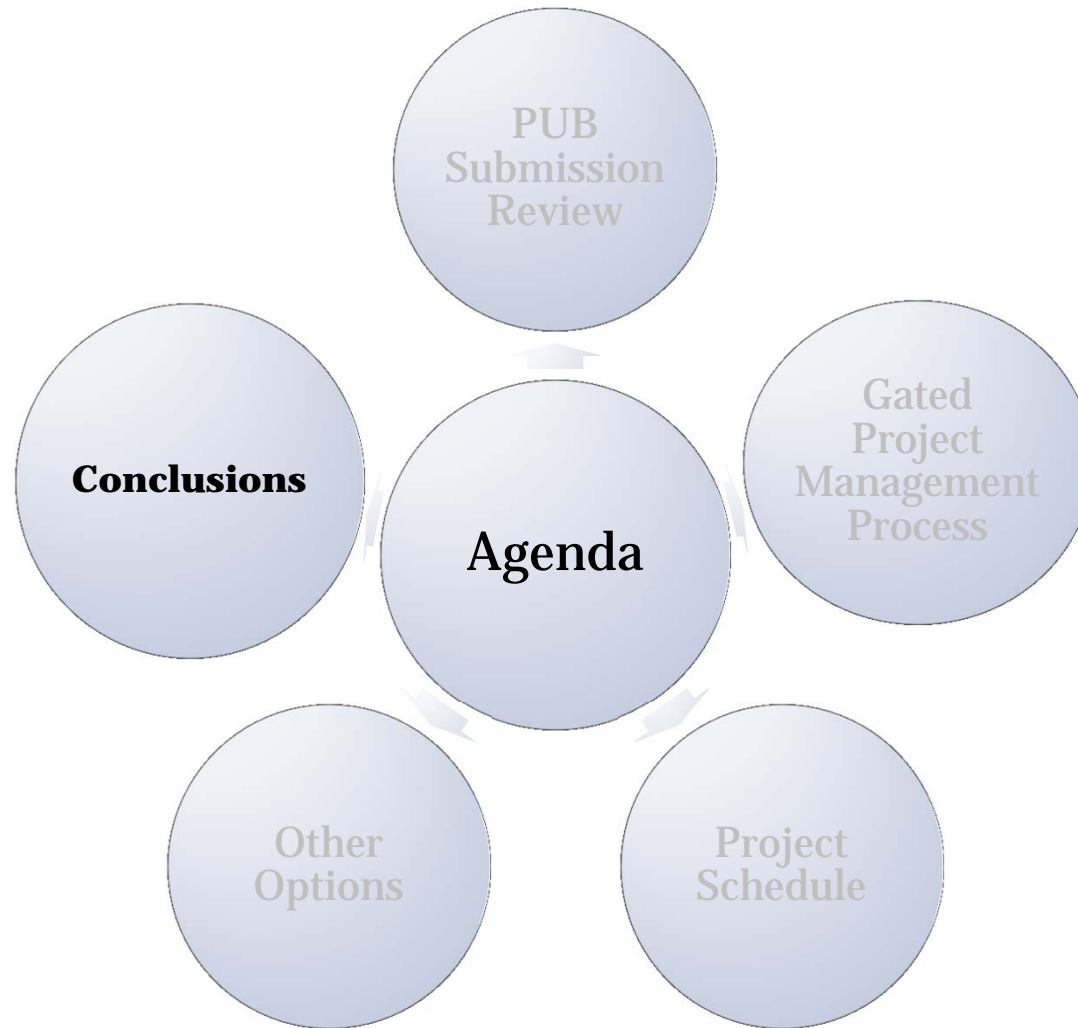 PUB
Submission
Review
Gated
Project
Management
Process
Conclusions
Agenda
Other
Options
Project
Schedule